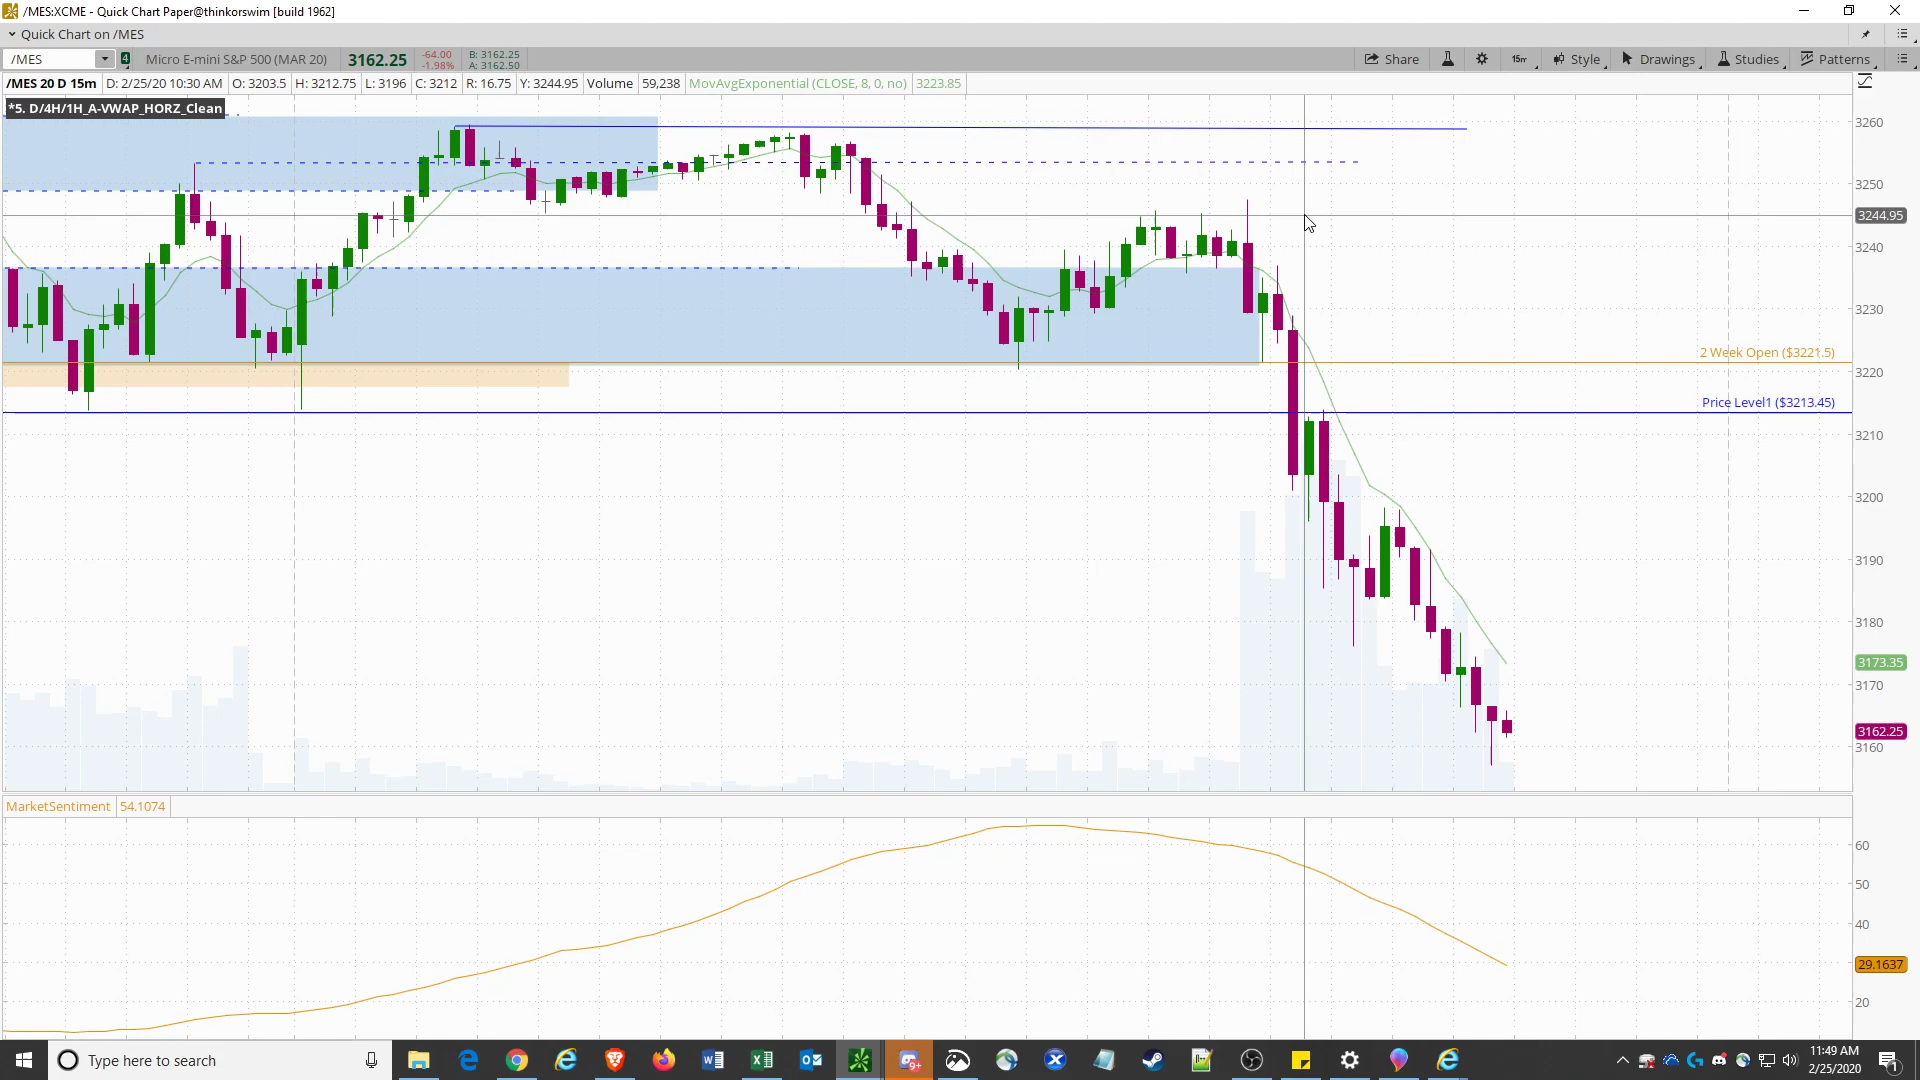 /MES:XCME - Quick Chart Paper@thinkorswim [build 1962]
Quick Chart on /MES
/MES 4 Micro E-mini S&P 500 (MAR 20) 3162.25 -64.00 B: 3162.25
-1.98% A: 3162.50
Share 15m Style Drawings Studies Patterns
/MES 20 D 15m D: 2/25/20 10:30 AM O: 3203.5 H: 3212.75 L: 3196 C: 3212 R: 16.75 Y: 3244.95 Volume 59,238 MovAvgExponential (CLOSE, 8, 0, no) 3223.85
*5. D/4H/1H_A-VWAP_HORZ_Clean
3260
3250
3244.95
3240
3230
2 Week Open ($3221.5)
3220
Price Level1 ($3213.45)
3210
3200
3190
3180
3173.35
3170
3162.25
3160
MarketSentiment 54.1074
60
50
40
29.1637
20
Type here to search
9+
11:49 AM
2/25/2020
1